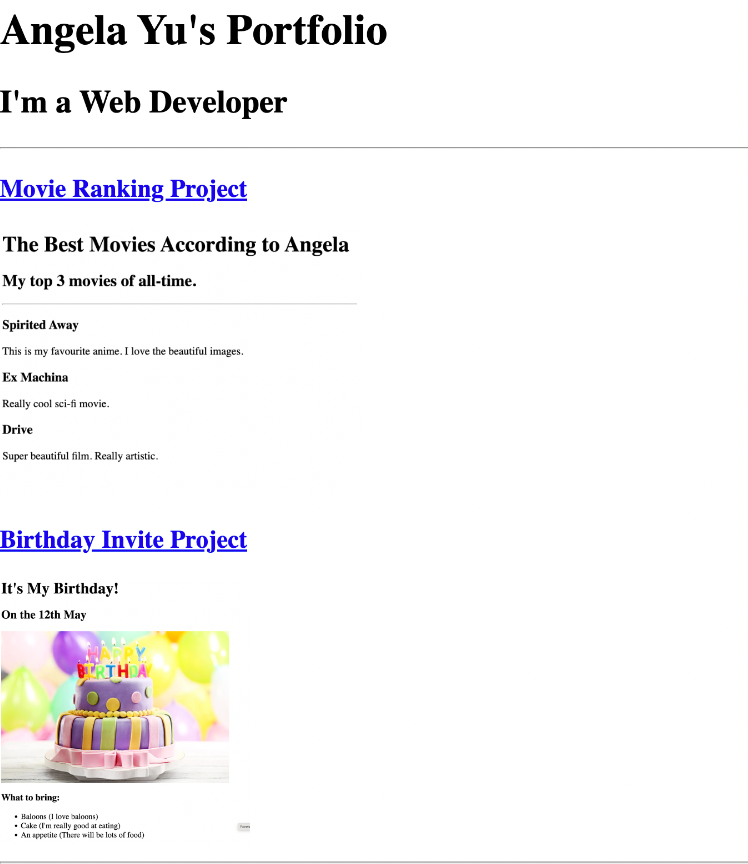 Angela Yu's Portfolio
I'm a Web Developer
Movie Ranking Project
The Best Movies According to Angela
My top 3 movies of all-time.
Spirited Away
This is my favourite anime. I love the beautiful images.
Ex Machina
Really cool sci-fi movie.
Drive
Super beautiful film. Really artistic.
Birthday Invite Project
It's My Birthday!
On the 12th May
HAPPY
BIRTHDAY
What to bring:
• Baloons (I love baloons)
• Cake (I'm really good at eating)
• An appetite (There will be lots of food)